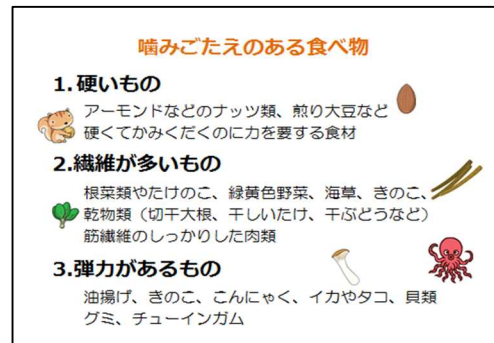 噛みごたえのある食べ物
1.硬いもの
アーモンドなどのナッツ類、煎り大豆など
硬くてかみくだくのに力を要する食材
2.繊維が多いもの
根菜類やたけのこ、緑黄色野菜、海草、きのこ、
乾物類（切干大根、干しいたけ、干ぶどうなど）
筋繊維のしっかりした肉類
3.弾力があるもの
油揚げ、きのこ、こんにゃく、イカやタコ、貝類
グミ、チューインガム